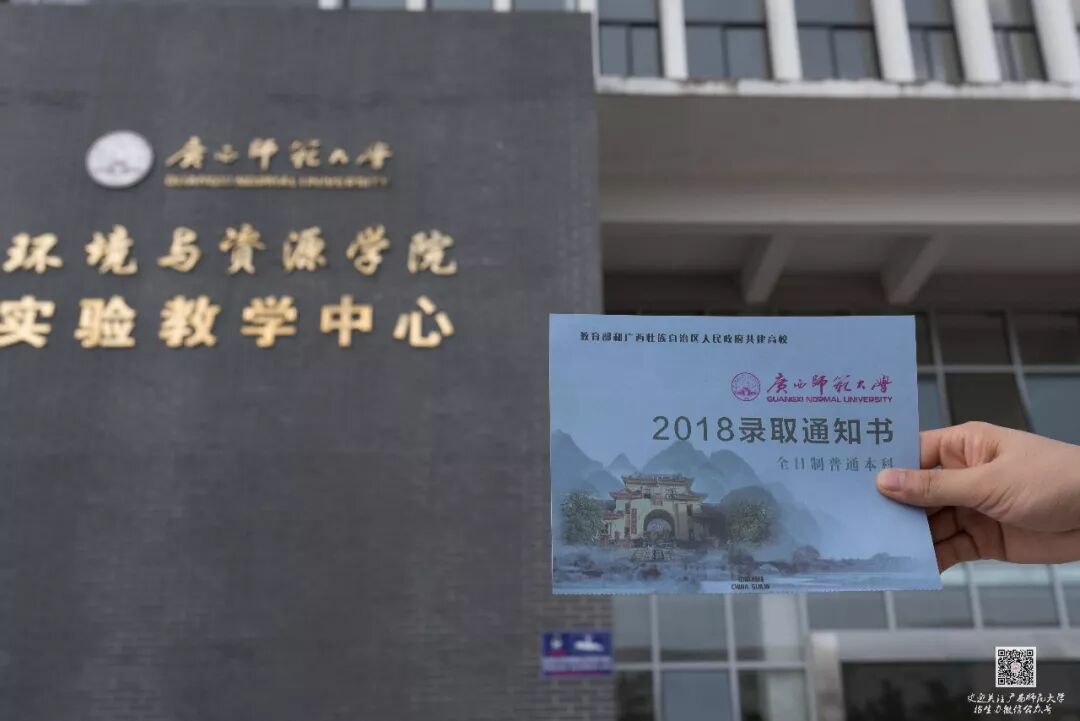 廣西师范大学
GUANGXI NORMAL UNIVERSITY
环境与資源学院
实验教学中心
教育部和广西壮族自治区人民政府共建高校
廣西师范大学
GUANGXI NORMAL UNIVERSITY
2018录取通知书
全日制普通本科
CHINA GUILIN
欢迎关注广西师范大学
招生办微信公众号